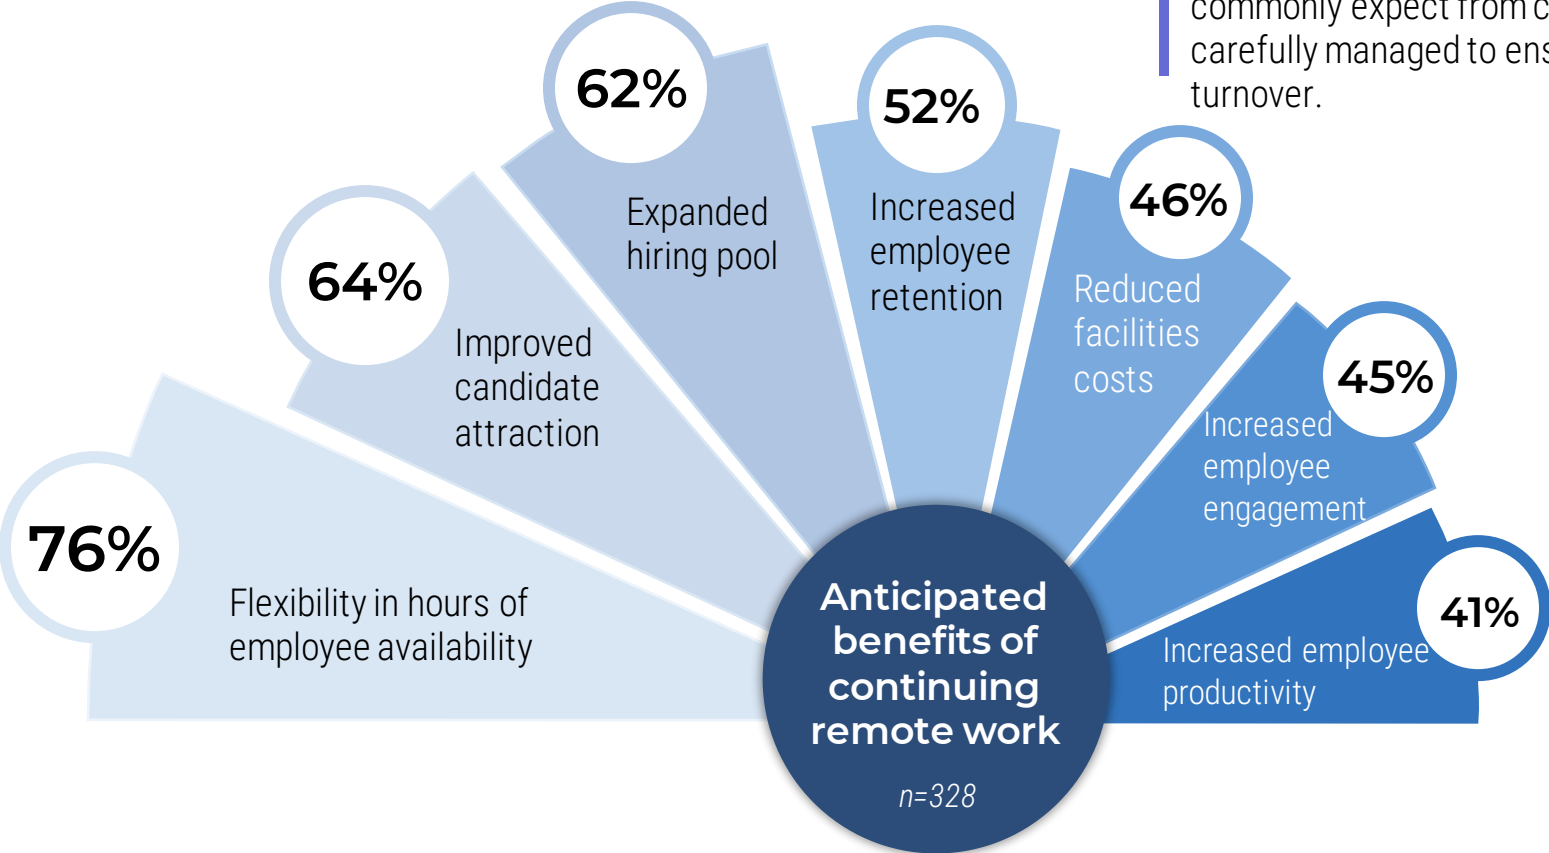 commonly expect from
carefully managed to
turnover.
62%
Expanded
hiring pool
52%
Increased
employee
retention
46%
Reduced
facilities
costs
64%
Improved
candidate
attraction
45%
Increased
employee
engagement
76%
Flexibility in hours of
employee availability
41%
Increased employee
productivity
Anticipated
benefits of
continuing
remote work
n=328